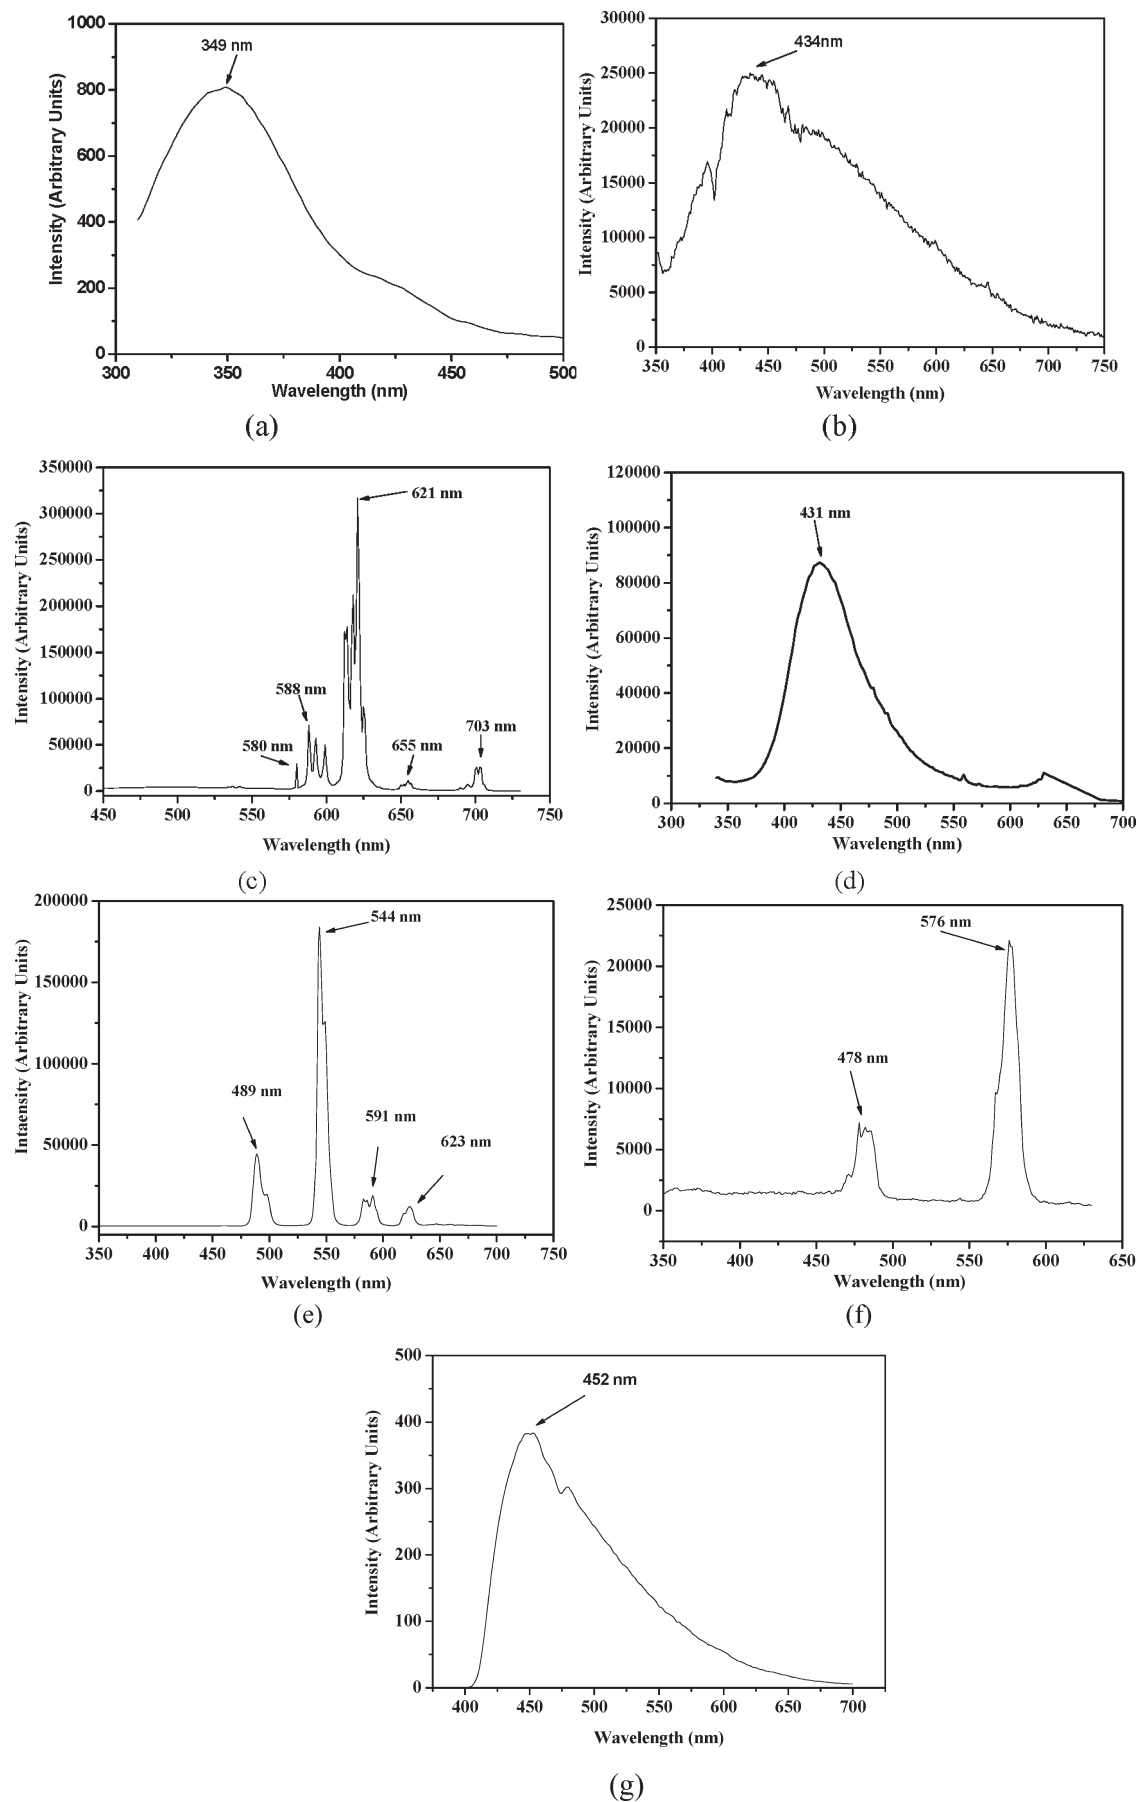 1000
800
600
400
200
0
300
350
400
450
500
349 nm
Intensity (Arbitrary Units)
Wavelength (nm)
(a)
30000
25000
20000
15000
10000
5000
0
350
400
450
500
550
600
650
700
750
434nm
Intensity (Arbitrary Units)
Wavelength (nm)
(b)
350000
300000
250000
200000
150000
100000
50000
0
450
500
550
600
650
700
750
621 nm
588 nm
580 nm
655 nm
703 nm
Intensity (Arbitrary Units)
Wavelength (nm)
(c)
120000
100000
80000
60000
40000
20000
0
300
350
400
450
500
550
600
650
700
431 nm
Intensity (Arbitrary Units)
Wavelength (nm)
(d)
200000
150000
100000
50000
0
350
400
450
500
550
600
650
700
750
544 nm
489 nm
591 nm
623 nm
Intaensity (Arbitrary Units)
Wavelength (nm)
(e)
25000
20000
15000
10000
5000
0
350
400
450
500
550
600
650
576 nm
478 nm
Intensity (Arbitrary Units)
Wavelength (nm)
(f)
500
400
300
200
100
0
400
450
500
550
600
650
700
452 nm
Intensity (Arbitrary Units)
Wavelength (nm)
(g)